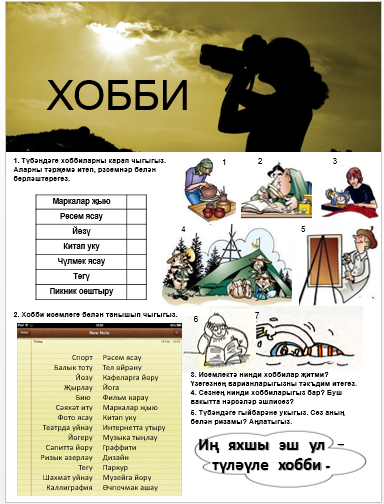 ХОББИ
1. Түбәндәге хоббиларны карап чыгыгыз.
Аларны тәрҗемә итеп, рәсемнәр белән
берләштерегез.
Маркалар җыю
Рәсем ясау
Йөзү
Китап уку
Чүлмек ясау
Тегү
Пикник оештыру
1
2
3
4
5
6
7
2. Хобби исемлеге белән танышып чыгыгыз.
New Note
Спорт Рәсем ясау
Балык тоту Тел өйрәнү
Йөзү Кафеларга йөрү
Җырлау Йога
Бию Фильм карау
Сәяхәт итү Маркалар җыю
Фото ясау Китап уку
Театрда уйнау Интернетта утыру
Йөгерү Музыка тыңлау
Сәпиттә йөрү Граффити
Ризык әзерләү Дизайн
Тегү Паркур
Шахмат уйнау Музейга йөрү
Каллиграфия Өчпочмак ашау
3. Исемлектә нинди хоббилар җитми?
Үзегезнең вариантларыгызны тәкъдим итегез.
4. Сезнең нинди хоббиларыгыз бар? Буш
вакытта нәрсәләр эшлисез?
5. Түбәндәге гыйбарәне укыгыз. Сез аның
белән ризамы? Аңлатыгыз.
Иң яхшы эш ул –
түләүле хобби -